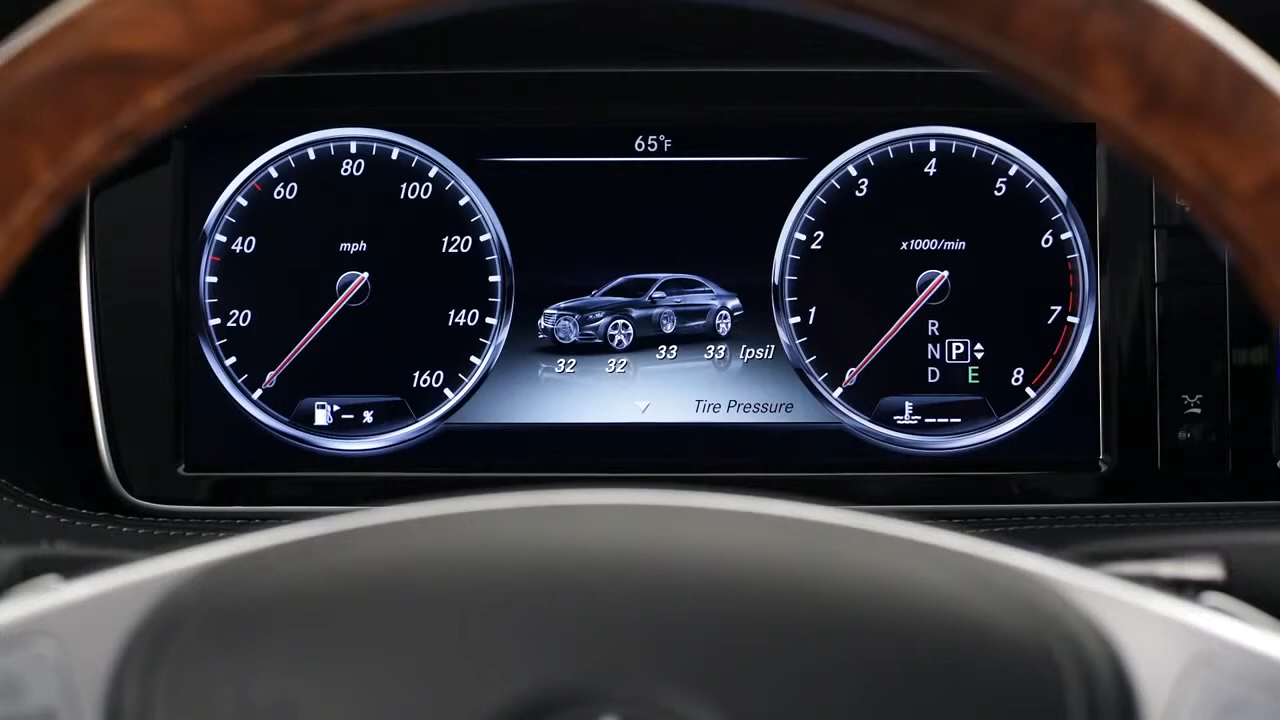 65°F
80
60
100
40
mph
120
20
140
160
– %
32 32 33 33 [psi]
Tire Pressure
4
3
5
2
x1000/min
6
1
7
R
N P
D E
8
0
---